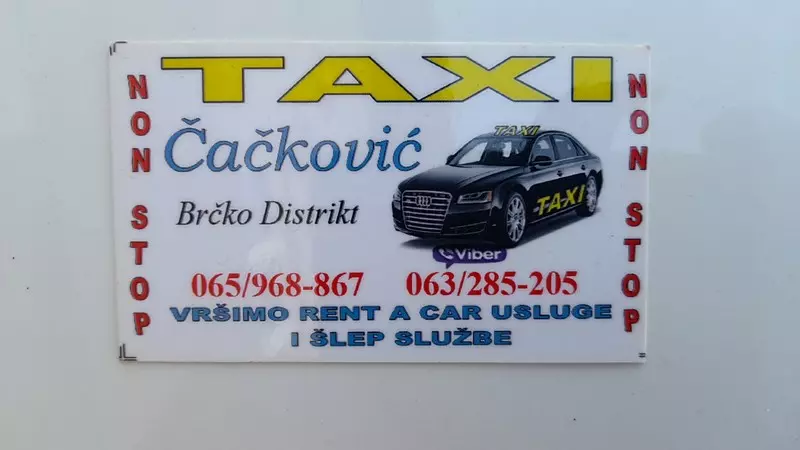 TAXI
NON STOP
Čačković
Brčko Distrikt
TAXI
TAXI
Viber
065/968-867 063/285-205
VRŠIMO RENT A CAR USLUGE
I ŠLEP SLUŽBE
NON STOP